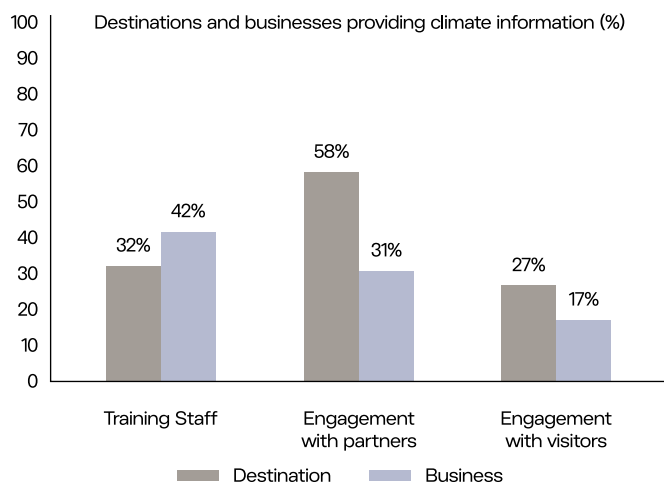 Destinations and businesses providing climate information (%)
100
90
80
70
60
50
40
30
20
10
0
32%
42%
58%
31%
27%
17%
Training Staff
Engagement
with partners
Engagement
with visitors
Destination
Business